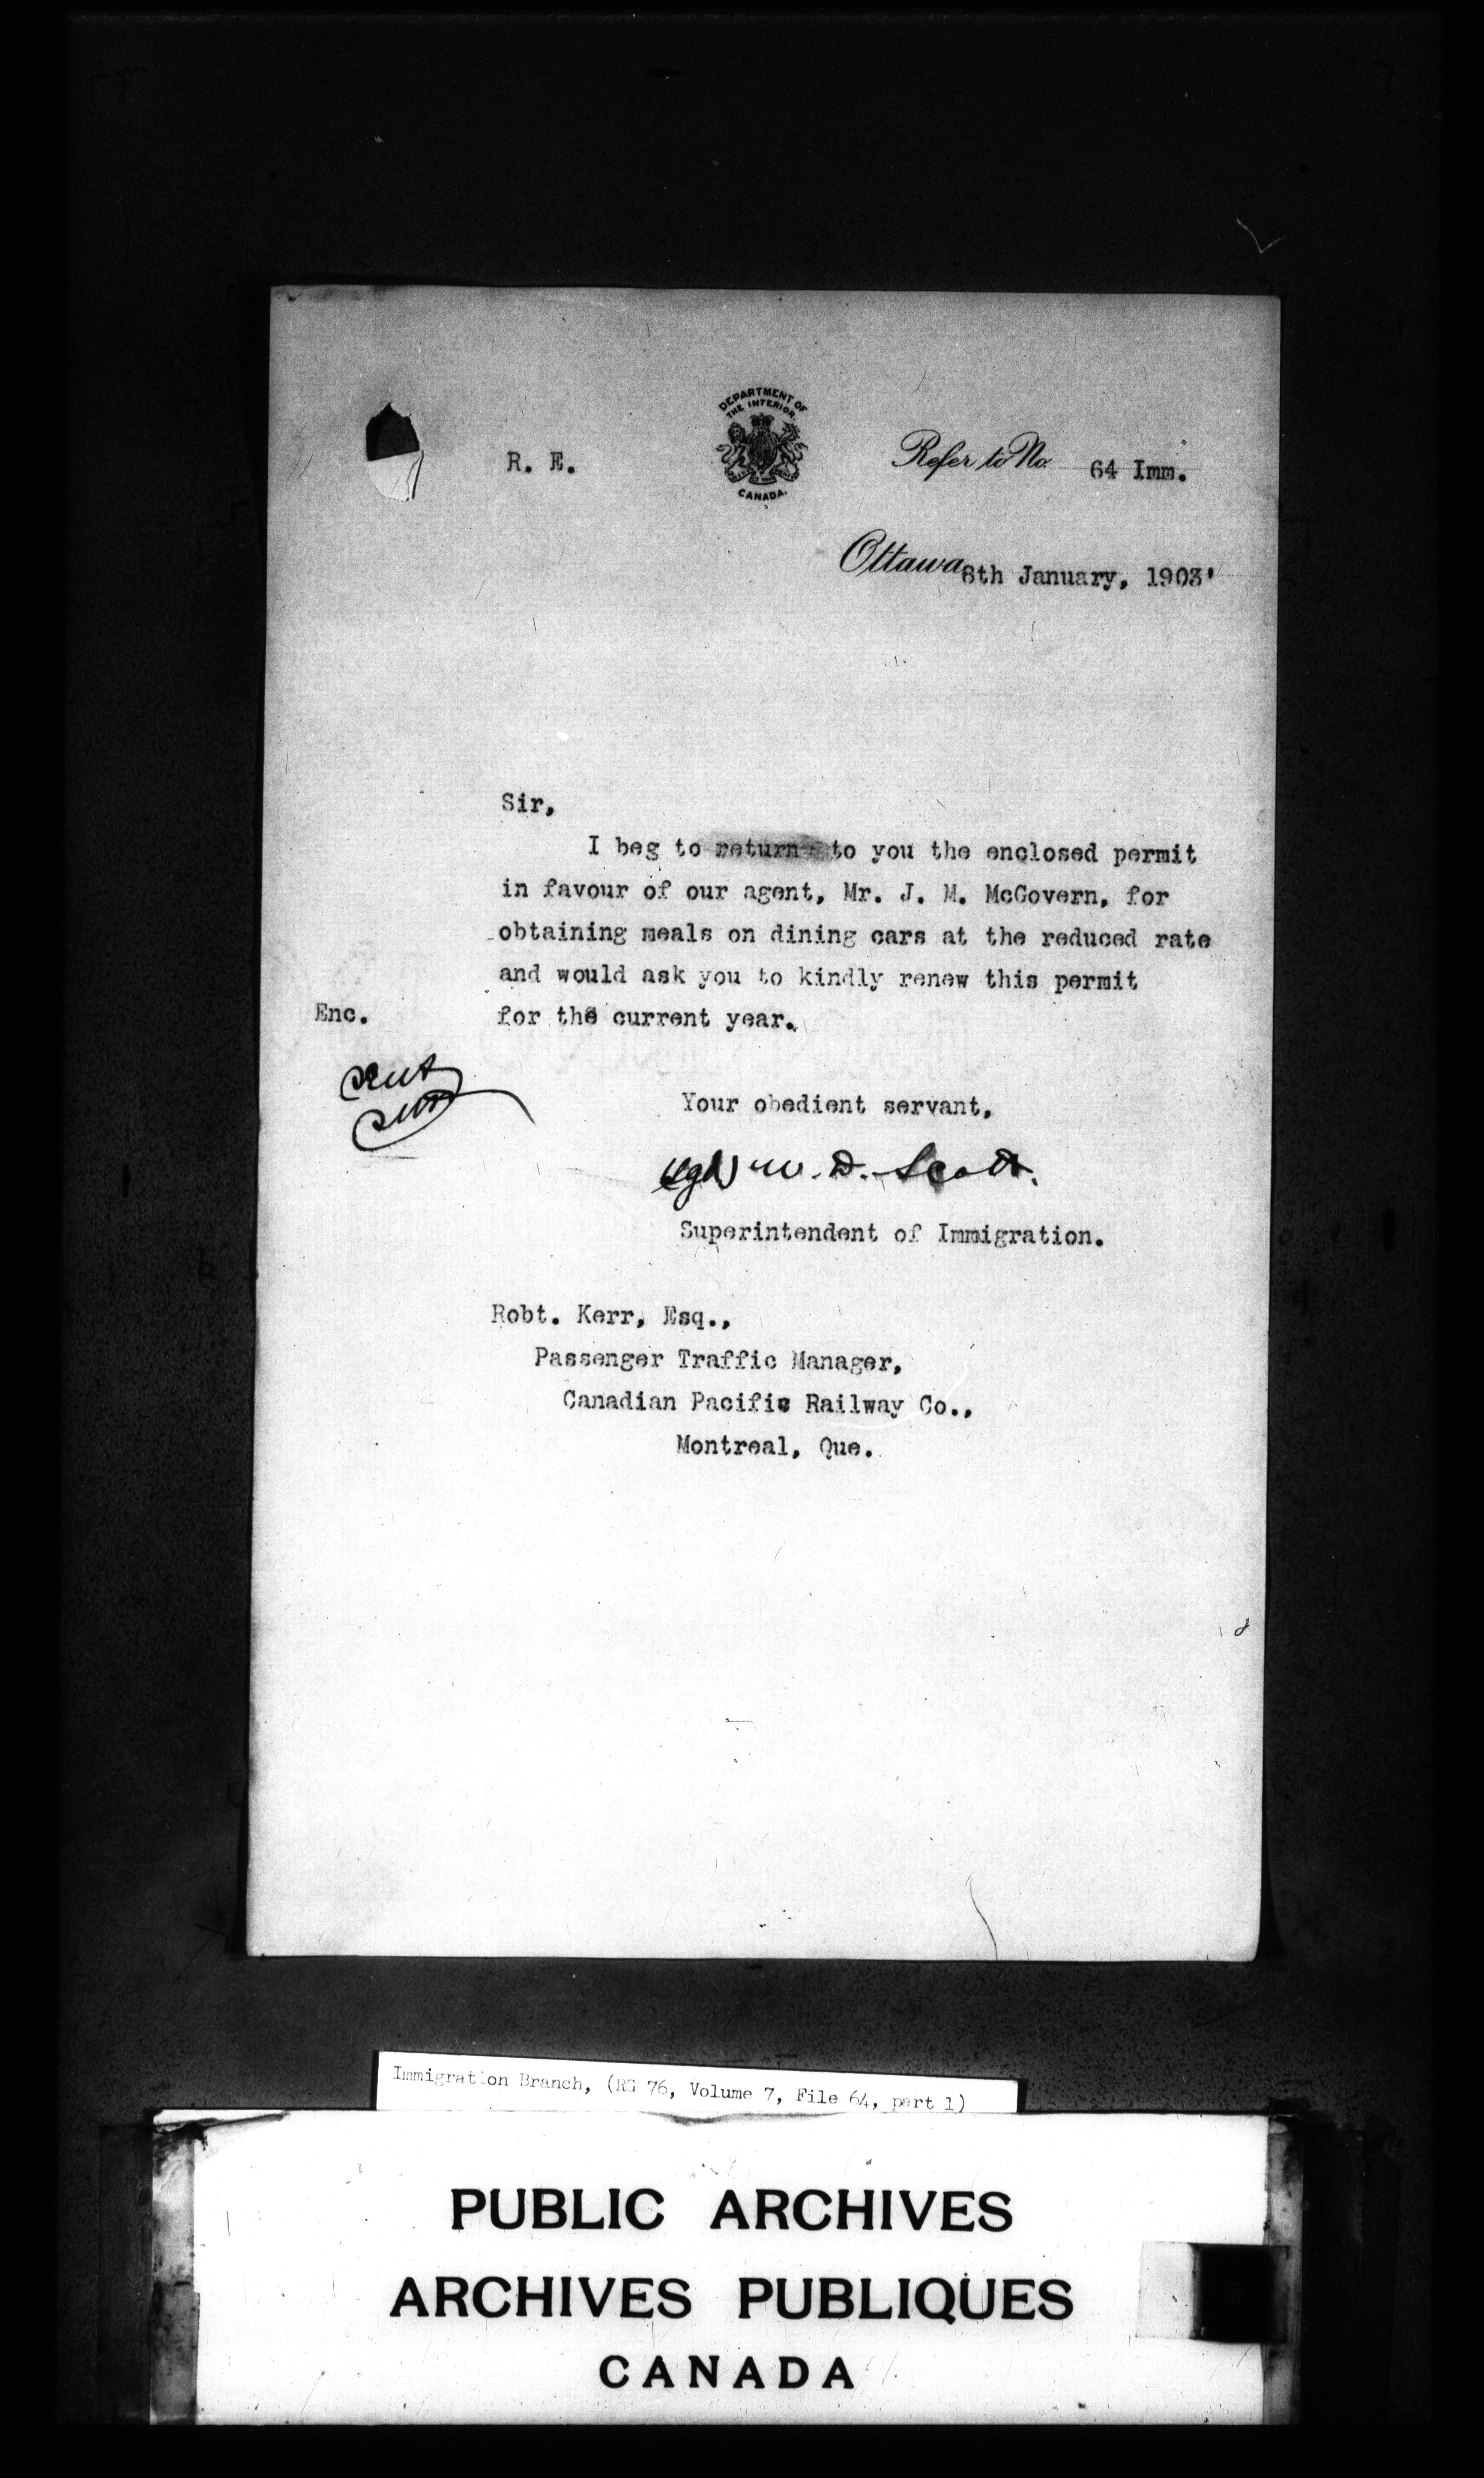 DEPARTMENT OF
THE INTERIOR.
CANADA.
R. E.
Refer to No. 64 Imm.
Ottawa 8th January, 1903'
Sir,
I beg to return to you the enclosed permit
in favour of our agent, Mr. J. M. McGovern, for
obtaining meals on dining cars at the reduced rate
and would ask you to kindly renew this permit
for the current year.
Enc.
Your obedient servant,
(Sgd) W. D. Scott.
Superintendent of Immigration.
Robt. Kerr, Esq.,
Passenger Traffic Manager,
Canadian Pacific Railway Co.,
Montreal, Que.
Immigration Branch, (RG 76, Volume 7, File 64, part 1)
PUBLIC ARCHIVES
ARCHIVES PUBLIQUES
CANADA